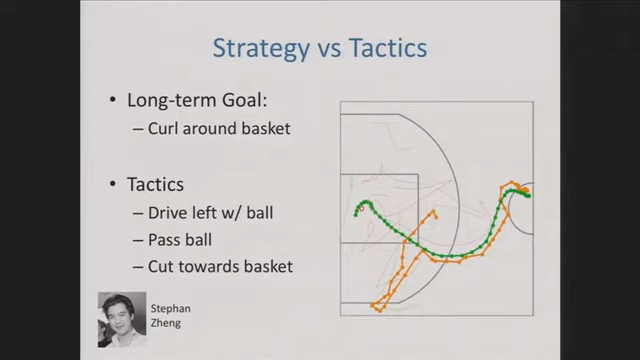 Strategy vs Tactics
• Long-term Goal:
– Curl around basket
• Tactics
– Drive left w/ ball
– Pass ball
– Cut towards basket
Stephan
Zheng